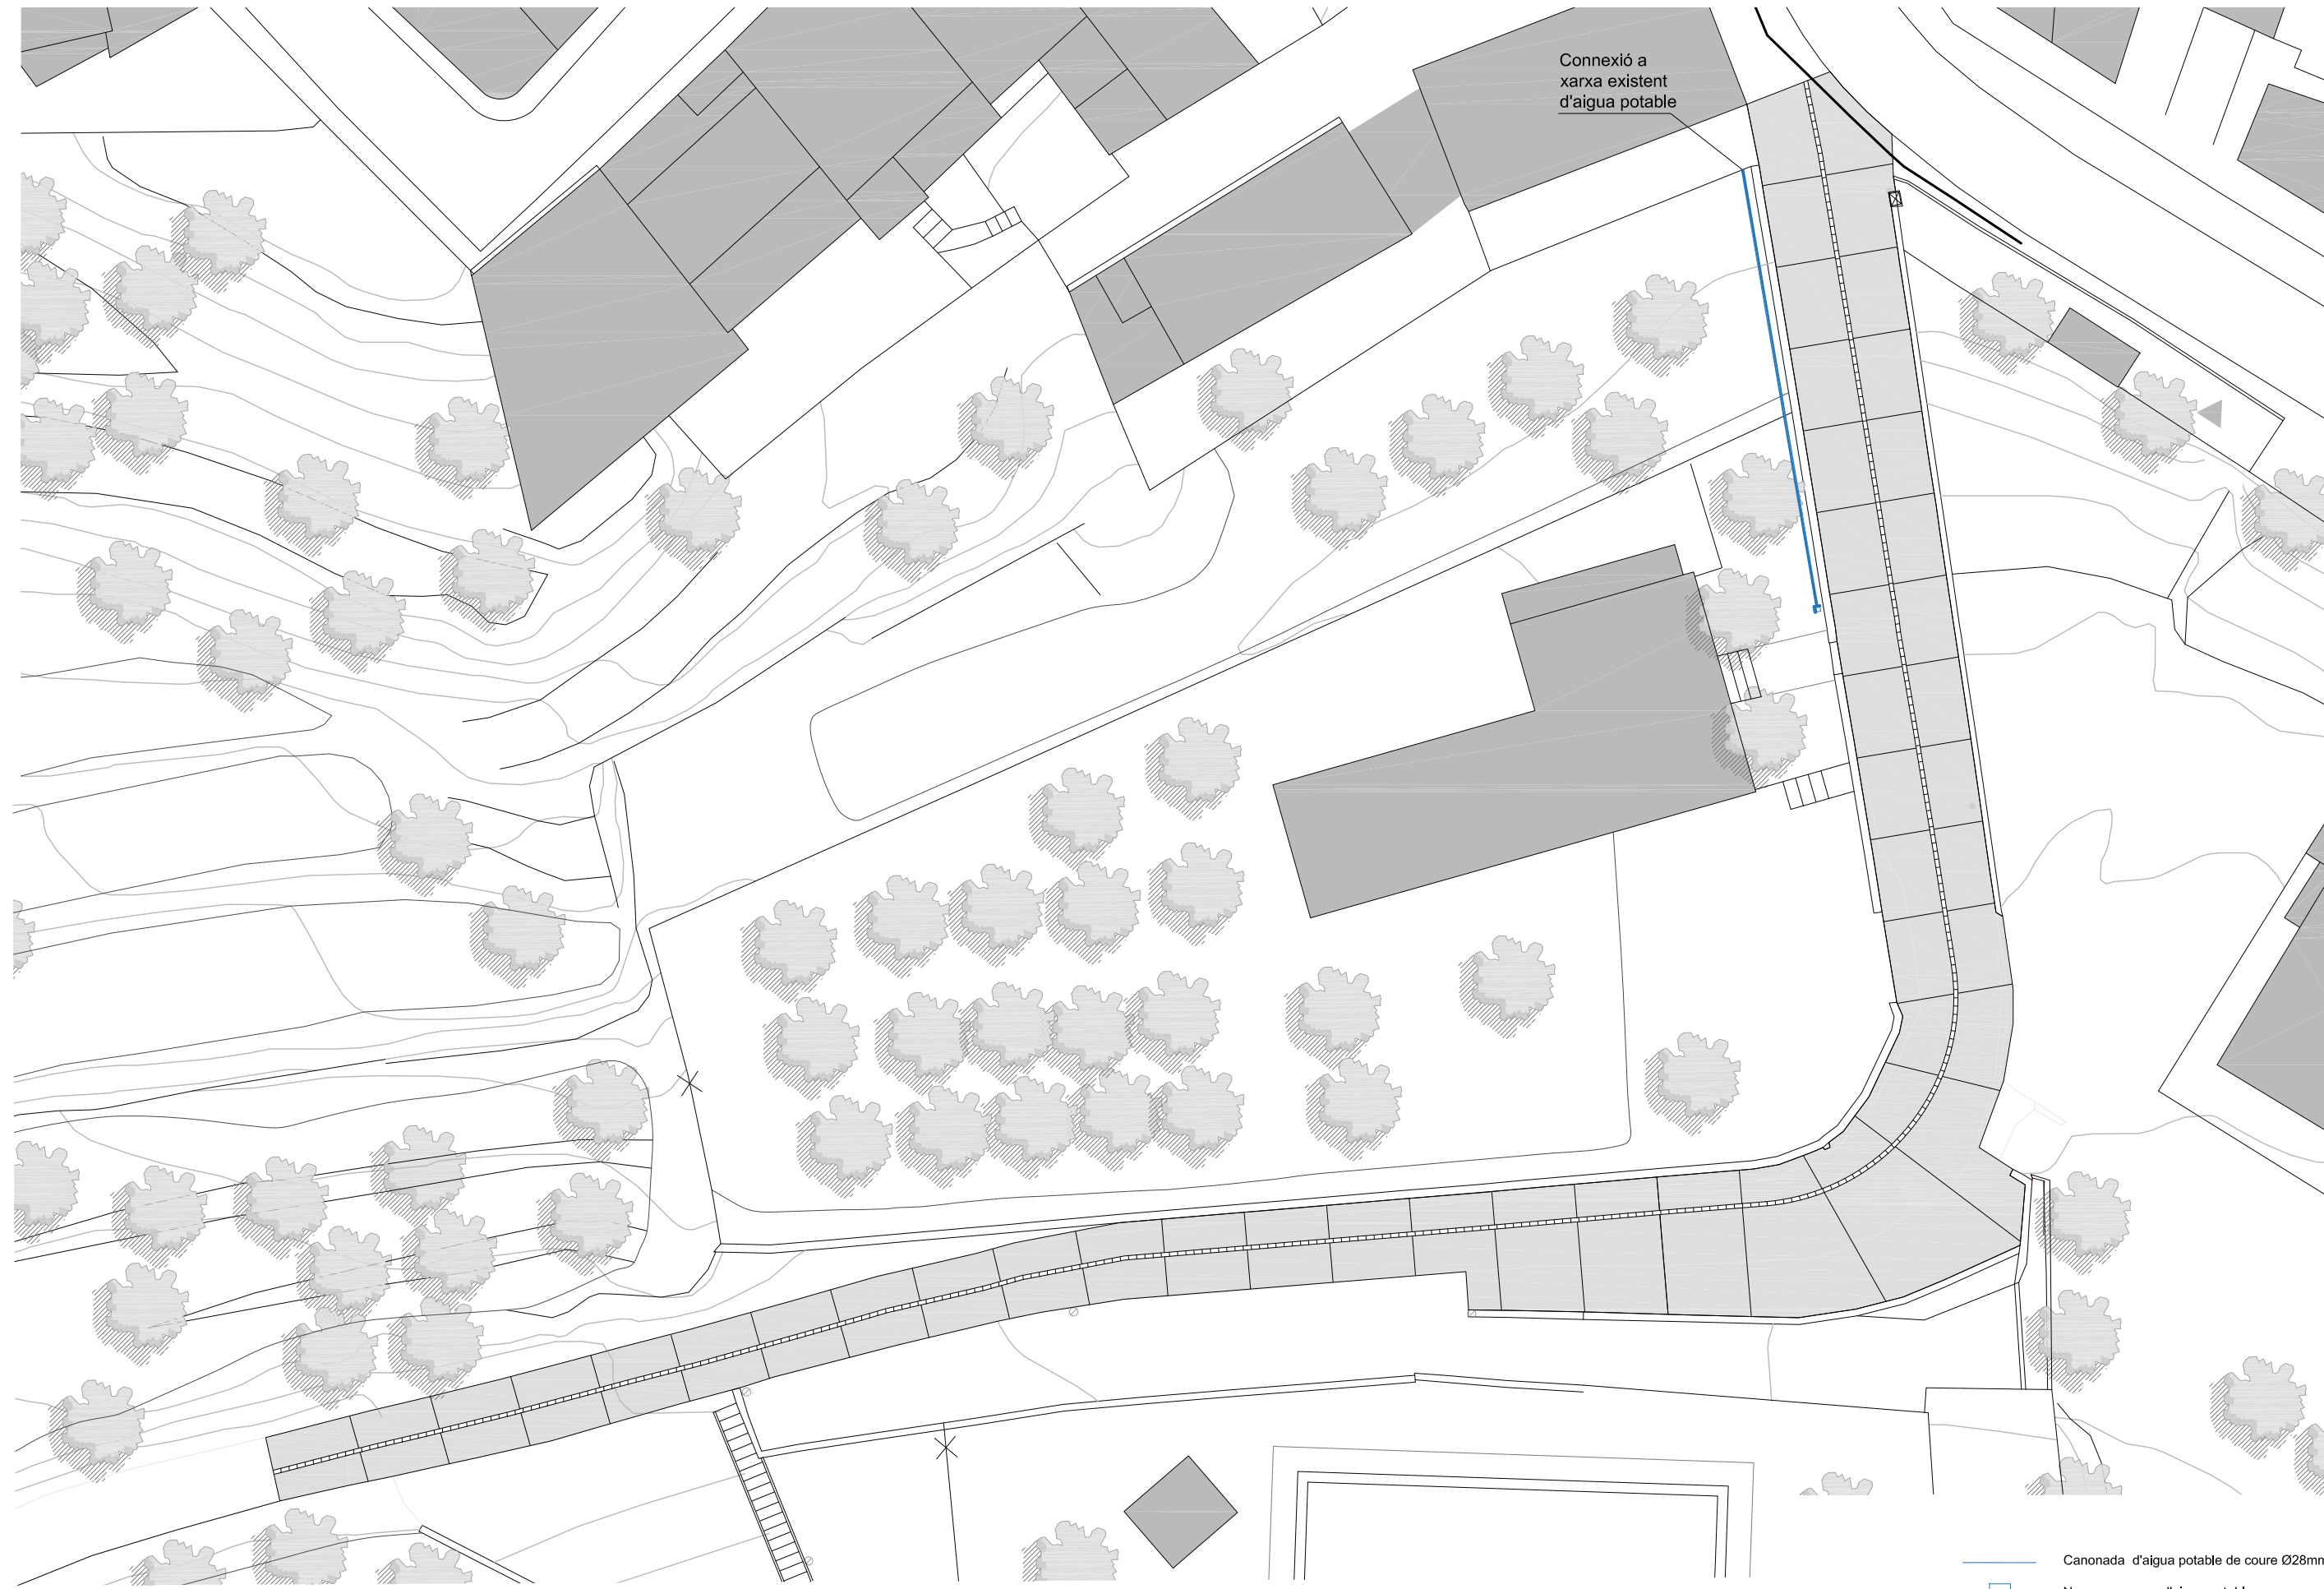 Connexió a
xarxa existent
d'aigua potable
Canonada d'aigua potable de coure Ø28mm